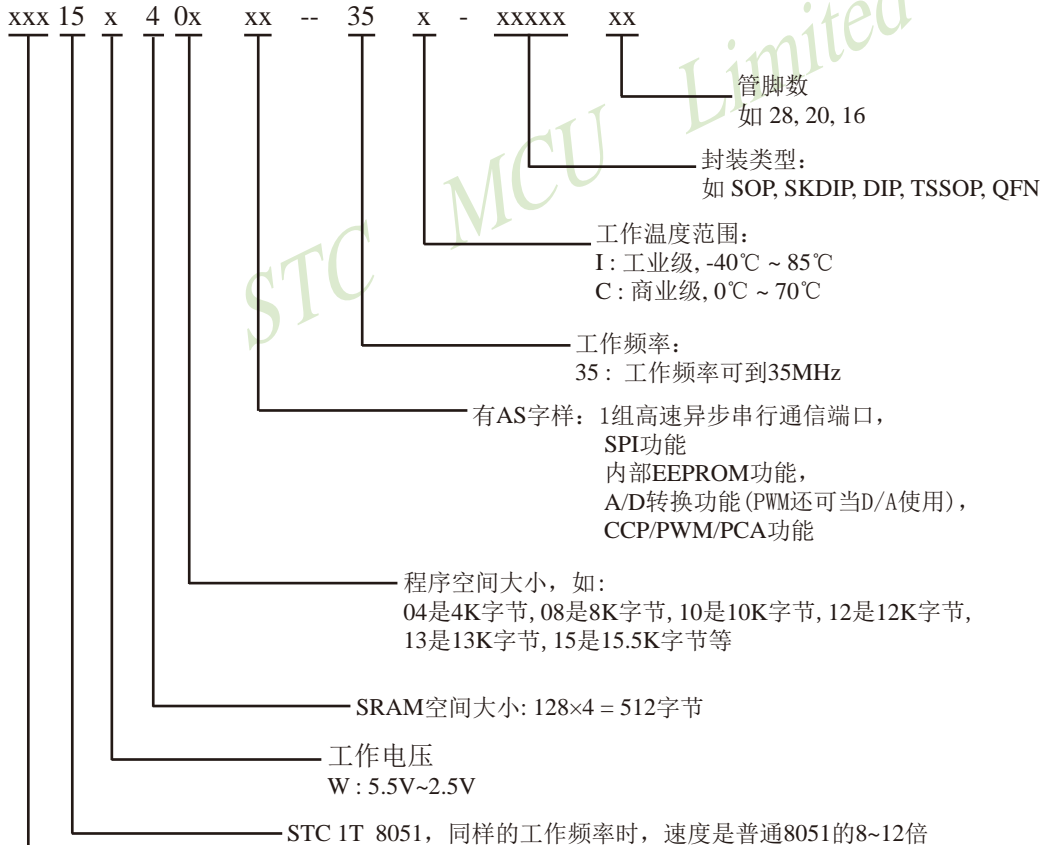 xxx 15 x 4 0x xx -- 35 x - xxxxx xx
管脚数
如 28, 20, 16
封装类型：
如 SOP, SKDIP, DIP, TSSOP, QFN
工作温度范围：
I : 工业级, -40℃ ~ 85℃
C : 商业级, 0℃ ~ 70℃
工作频率：
35 : 工作频率可到35MHz
有AS字样：1组高速异步串行通信端口，
SPI功能
内部EEPROM功能，
A/D转换功能(PWM还可当D/A使用)，
CCP/PWM/PCA功能
程序空间大小，如:
04是4K字节, 08是8K字节, 10是10K字节, 12是12K字节,
13是13K字节, 15是15.5K字节等
SRAM空间大小: 128×4 = 512字节
工作电压
W : 5.5V~2.5V
STC 1T 8051，同样的工作频率时，速度是普通8051的8~12倍
STC MCU Limited